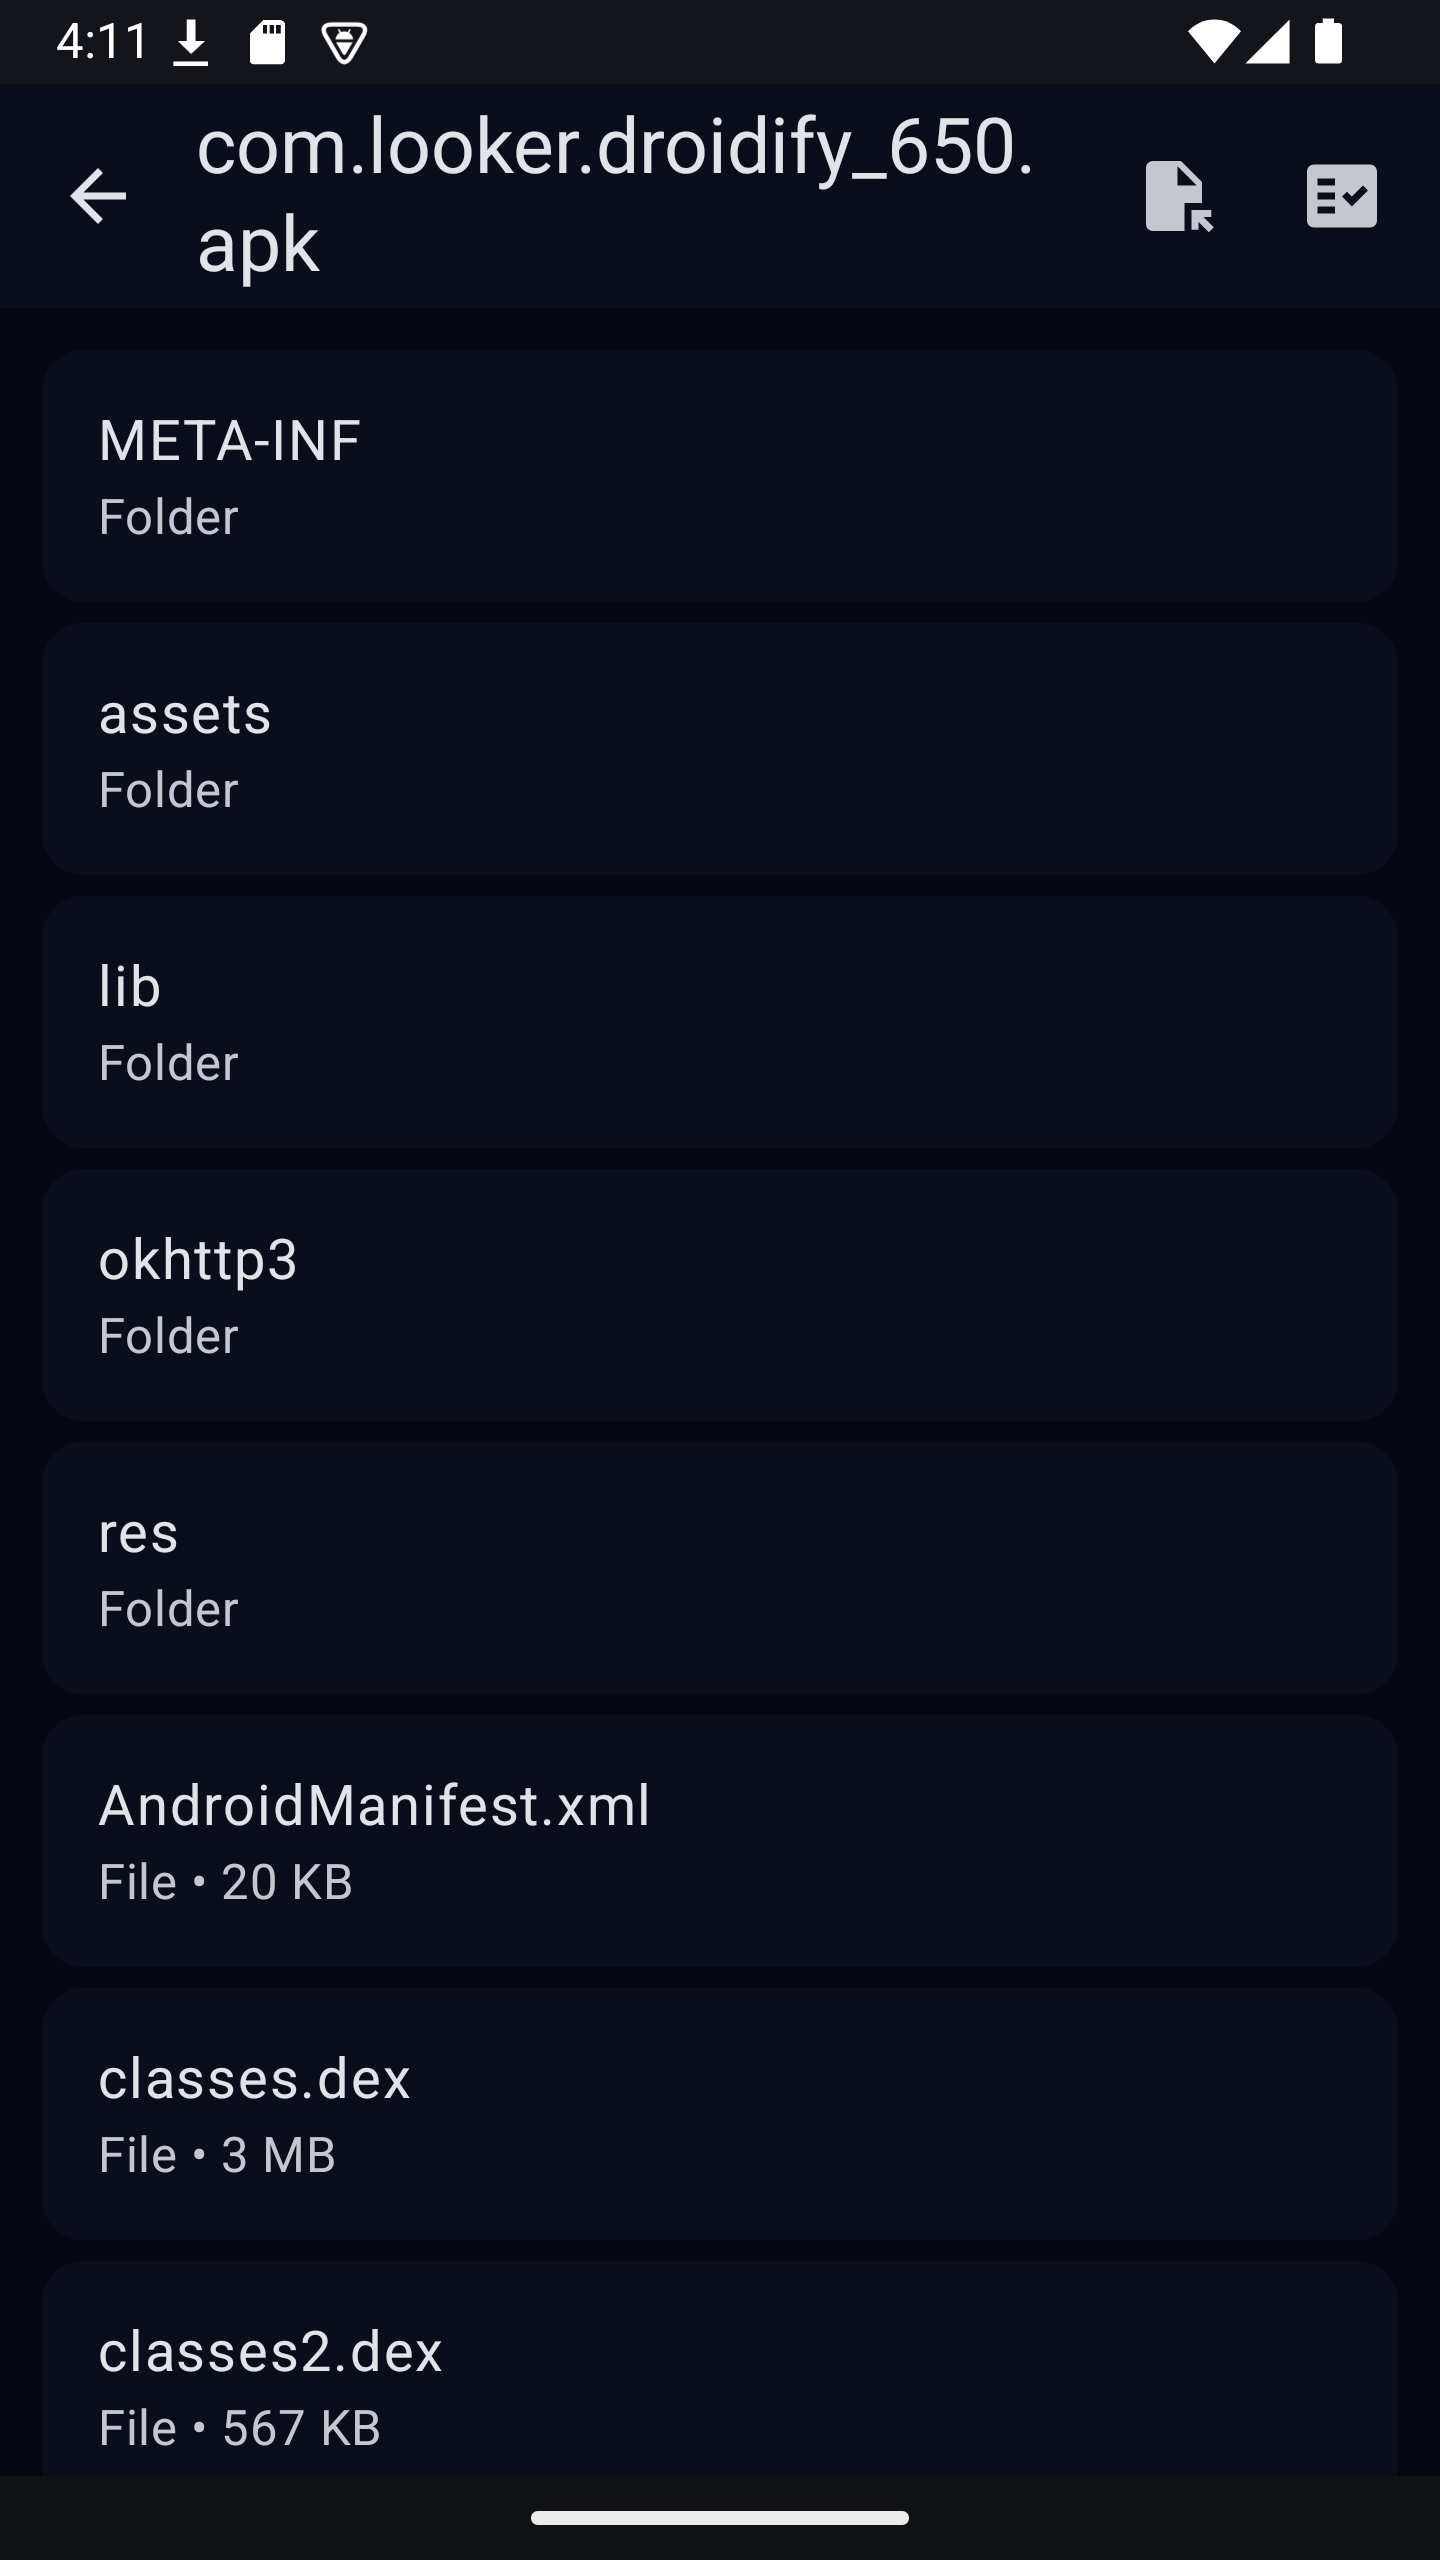 4:11
com.looker.droidify_650.
apk
META-INF
Folder
assets
Folder
lib
Folder
okhttp3
Folder
res
Folder
AndroidManifest.xml
File • 20 KB
classes.dex
File • 3 MB
classes2.dex
File • 567 KB